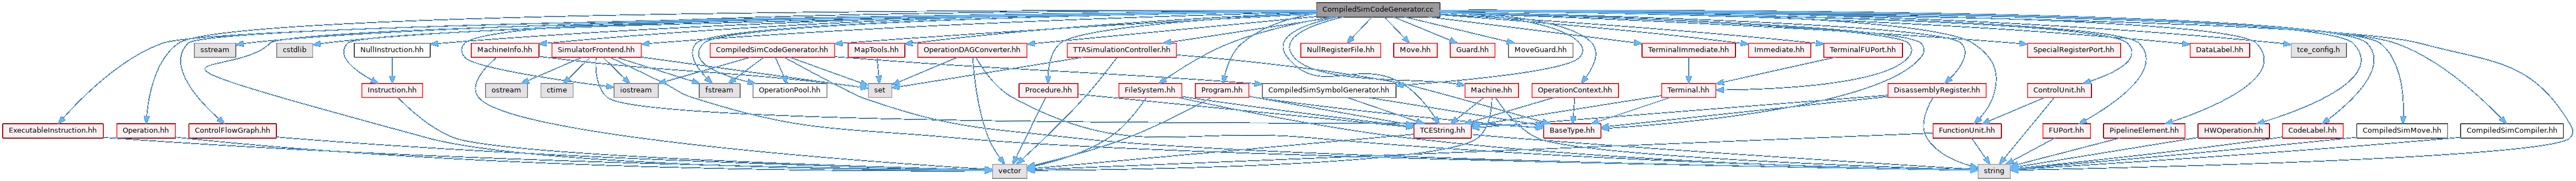 CompiledSimCodeGenerator.cc
sstream
cstdlib
NullInstruction.hh
MachineInfo.hh
SimulatorFrontend.hh
CompiledSimCodeGenerator.hh
MapTools.hh
OperationDAGConverter.hh
TTASimulationController.hh
NullRegisterFile.hh
Move.hh
Guard.hh
MoveGuard.hh
TerminalImmediate.hh
Immediate.hh
TerminalFUPort.hh
SpecialRegisterPort.hh
DataLabel.hh
tce_config.h
Instruction.hh
ostream
ctime
iostream
fstream
OperationPool.hh
set
Procedure.hh
FileSystem.hh
Program.hh
CompiledSimSymbolGenerator.hh
Machine.hh
OperationContext.hh
Terminal.hh
DisassemblyRegister.hh
ControlUnit.hh
ExecutableInstruction.hh
Operation.hh
ControlFlowGraph.hh
TCEString.hh
BaseType.hh
FunctionUnit.hh
FUPort.hh
PipelineElement.hh
HWOperation.hh
CodeLabel.hh
CompiledSimMove.hh
CompiledSimCompiler.hh
vector
string